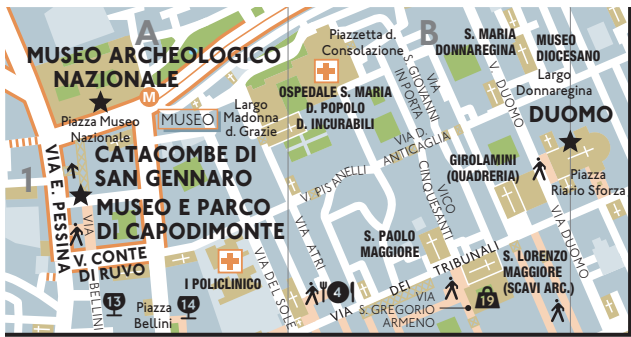 A
B
1
MUSEO ARCHEOLOGICO
NAZIONALE
M
Piazza Museo
Nazionale
MUSEO
Largo
Madonna
d. Grazie
Piazzetta d.
Consolazione
OSPEDALE S. MARIA
D. POPOLO
D. INCURABILI
S. GIOVANNI
IN PORTA
VIA
S. MARIA
DONNAREGINA
V. DUOMO
MUSEO
DIOCESANO
Largo
Donnaregina
DUOMO
VIA D.
ANTICAGLIA
V. PISANELLI
GIROLAMINI
(QUADRERIA)
Piazza
Riario Sforza
CATACOMBE DI
SAN GENNARO
MUSEO E PARCO
DI CAPODIMONTE
VIA E. PESSINA
VIA
BELLINI
V. CONTE
DI RUVO
13
Piazza
Bellini
14
I POLICLINICO
VIA DEL SOLE
VIA ATRI
4
S. PAOLO
MAGGIORE
VICO
CINQUESANTI
VIA DEI TRIBUNALI
VIA
S. GREGORIO
ARMENO
19
S. LORENZO
MAGGIORE
(SCAVI ARC.)
VIA DUOMO